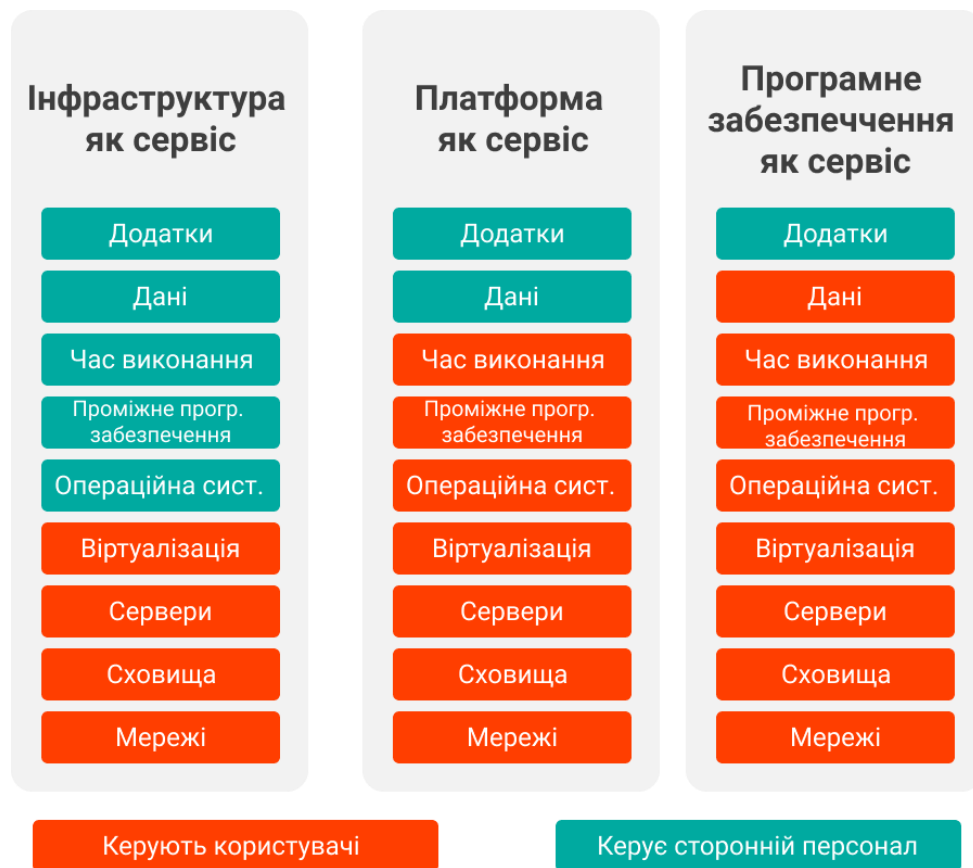 Інфраструктура
як сервіс
Додатки
Дані
Час виконання
Проміжне прогр.
забезпечення
Операційна сист.
Віртуалізація
Сервери
Сховища
Мережі
Платформа
як сервіс
Додатки
Дані
Час виконання
Проміжне прогр.
забезпечення
Операційна сист.
Віртуалізація
Сервери
Сховища
Мережі
Програмне
забезпеччення
як сервіс
Додатки
Дані
Час виконання
Проміжне прогр.
забезпечення
Операційна сист.
Віртуалізація
Сервери
Сховища
Мережі
Керують користувачі
Керує сторонній персонал